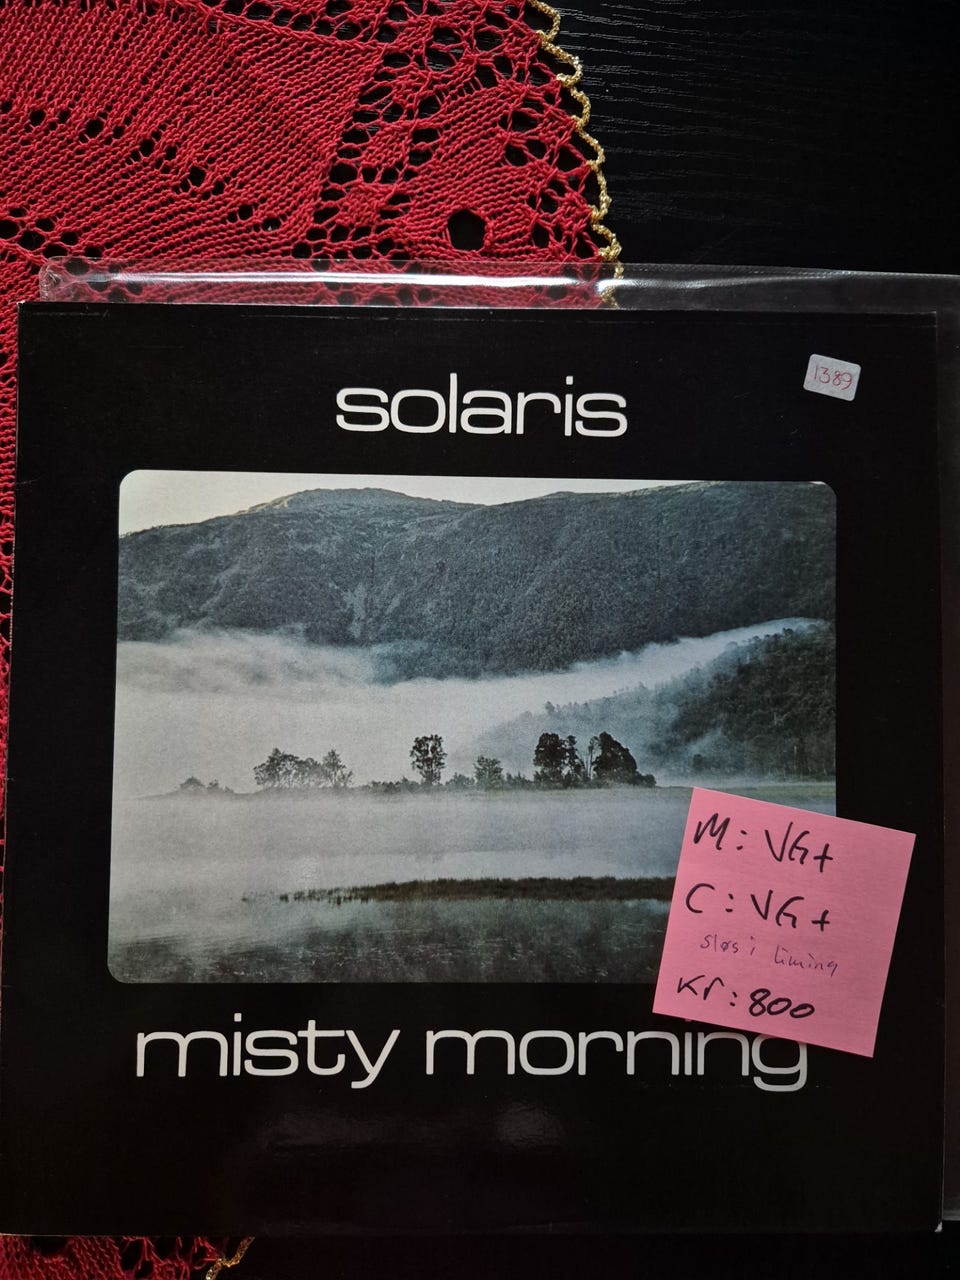 solaris
1389
misty morning
M: VG+
C: VG+
sløs i liming
Kr: 800